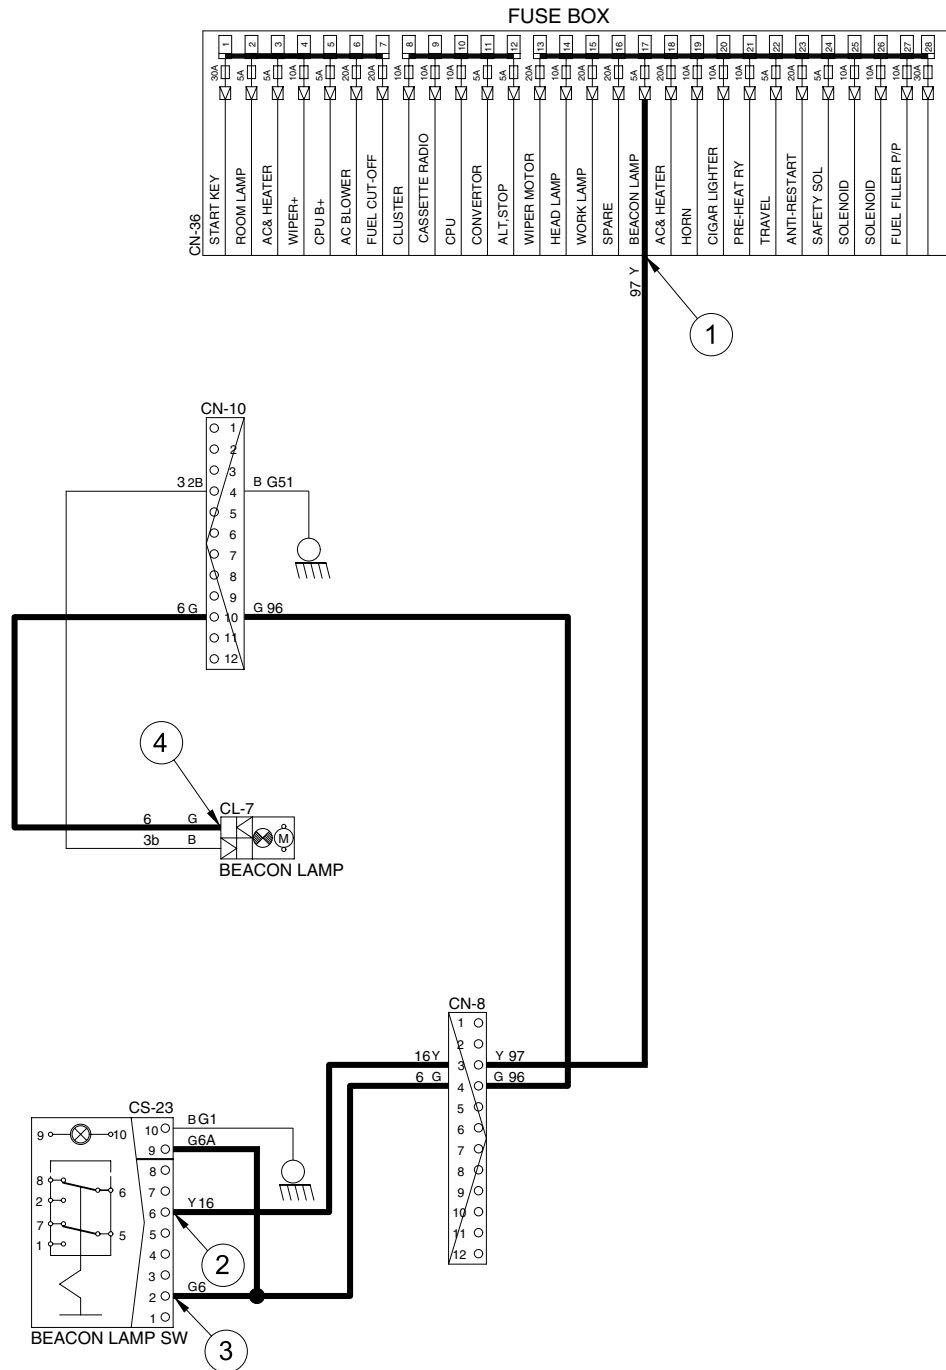 FUSE BOX
1 2 3 4 5 6 7 8 9 10 11 12 13 14 15 16 17 18 19 20 21 22 23 24 25 26 27 28
30A 5A 5A 10A 5A 20A 20A 10A 10A 10A 5A 5A 20A 10A 20A 10A 5A 20A 10A 10A 10A 5A 20A 5A 10A 10A 10A 30A
CN-36
START KEY
ROOM LAMP
AC& HEATER
WIPER+
CPU B+
AC BLOWER
FUEL CUT-OFF
CLUSTER
CASSETTE RADIO
CPU
CONVERTOR
ALT,STOP
WIPER MOTOR
HEAD LAMP
WORK LAMP
SPARE
BEACON LAMP
AC& HEATER
HORN
CIGAR LIGHTER
PRE-HEAT RY
TRAVEL
ANTI-RESTART
SAFETY SOL
SOLENOID
SOLENOID
FUEL FILLER P/P
97 Y
1
CN-10
1
2
3
3 2B 4 B G51
5
6
7
8
9
6 G 10 G 96
11
12
4
CL-7
6 G
3b B
M
BEACON LAMP
CN-8
1
2
16 Y 3 Y 97
6 G 4 G 96
5
6
7
8
9
10
11
12
CS-23
9 10 10 B G1
9 G6A
8 8
2 6 7
7 6 Y 16
1 5 5
4
3
2 G6
1
2
3
BEACON LAMP SW